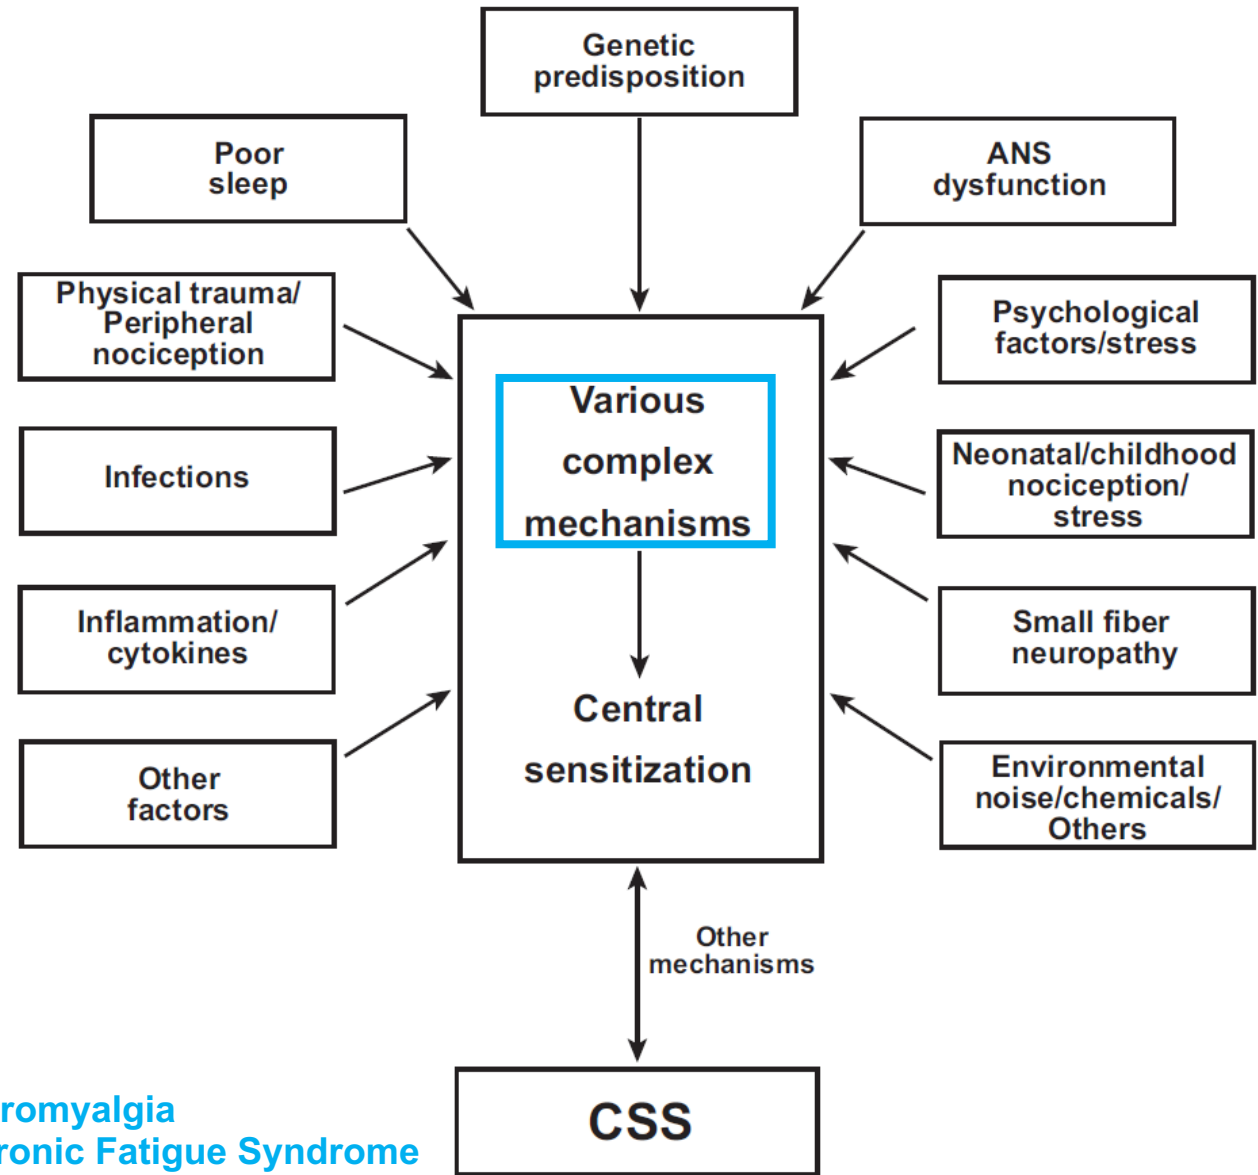 Genetic
predisposition
Poor
sleep
ANS
dysfunction
Physical trauma/
Peripheral
nociception
Psychological
factors/stress
Various
complex
mechanisms
Infections
Neonatal/childhood
nociception/
stress
Inflammation/
cytokines
Small fiber
neuropathy
Central
sensitization
Other
factors
Environmental
noise/chemicals/
Others
Other
mechanisms
CSS
romyalgia
ronic Fatigue Syndrome